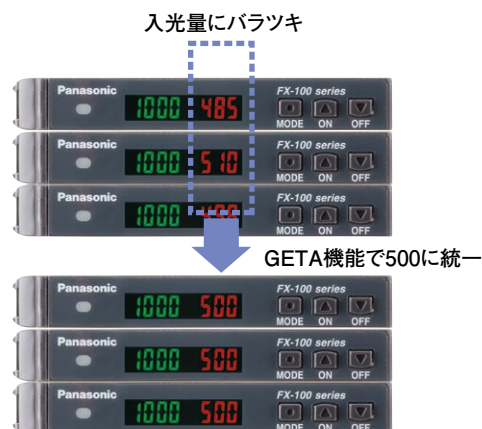 入光量にバラツキ
Panasonic
1000 485
FX-100 series
MODE ON OFF
Panasonic
1000 510
FX-100 series
MODE ON OFF
Panasonic
1000
FX-100 series
MODE ON OFF
GETA機能で500に統一
Panasonic
1000 500
FX-100 series
MODE ON OFF
Panasonic
1000 500
FX-100 series
MODE ON OFF
Panasonic
1000 500
FX-100 series
MODE ON OFF